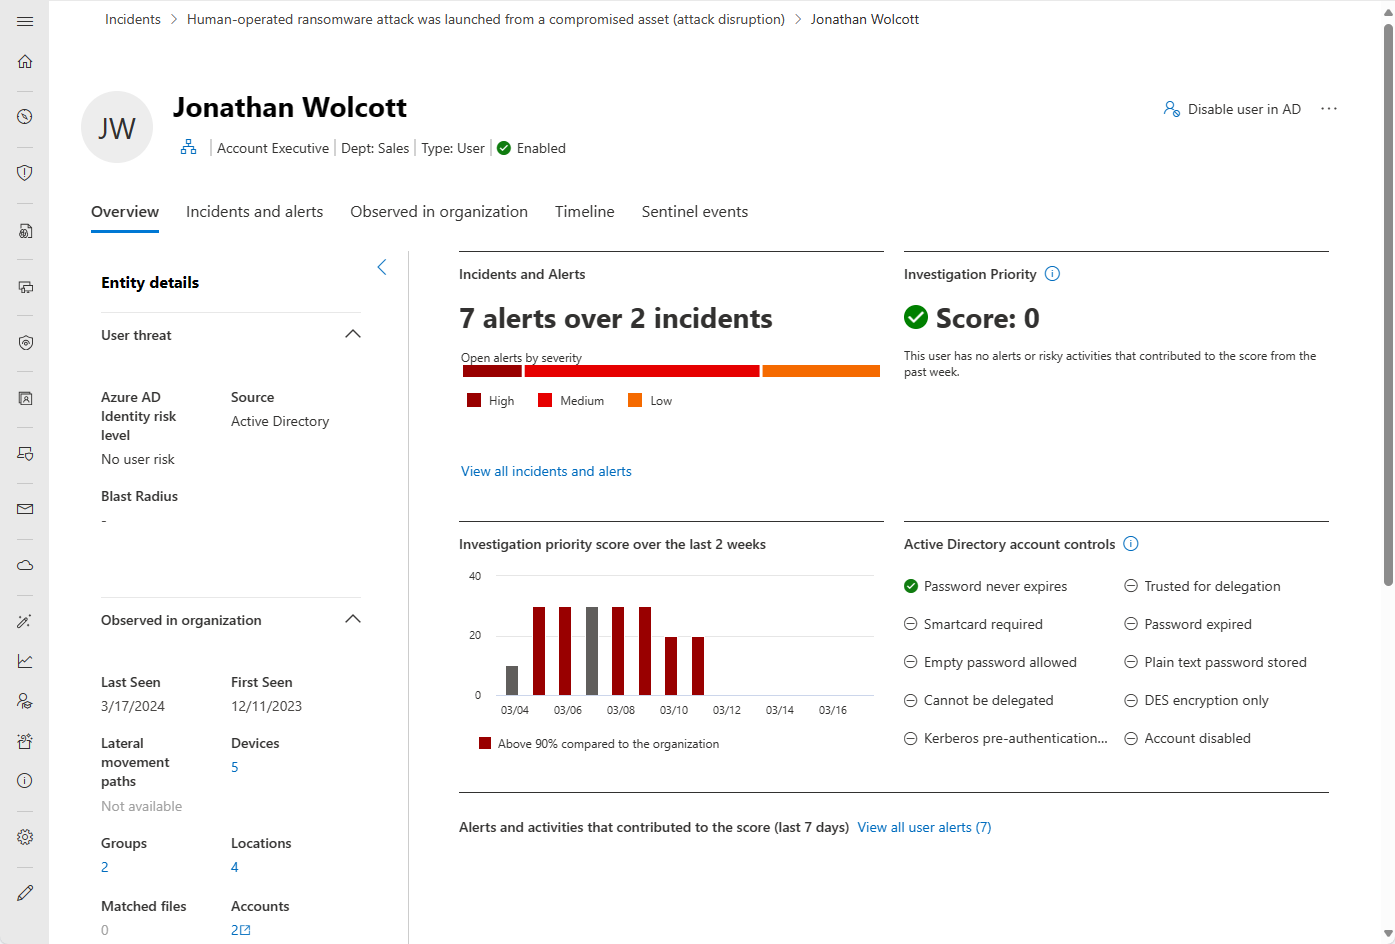 Incidents > Human-operated ransomware attack was launched from a compromised asset (attack disruption) > Jonathan Wolcott
JW
Jonathan Wolcott
Disable user in AD ···
Account Executive | Dept: Sales | Type: User | Enabled
Overview Incidents and alerts Observed in organization Timeline Sentinel events
Entity details
User threat
Azure AD
Identity risk
level
No user risk
Source
Active Directory
Blast Radius
-
Observed in organization
Last Seen
3/17/2024
First Seen
12/11/2023
Lateral
movement
paths
Not available
Devices
5
Groups
2
Locations
4
Matched files
0
Accounts
2
Incidents and Alerts
7 alerts over 2 incidents
Open alerts by severity
High Medium Low
View all incidents and alerts
Investigation Priority
Score: 0
This user has no alerts or risky activities that contributed to the score from the
past week.
Investigation priority score over the last 2 weeks
40
20
0
03/04 03/06 03/08 03/10 03/12 03/14 03/16
Above 90% compared to the organization
Active Directory account controls
Password never expires
Trusted for delegation
Smartcard required
Password expired
Empty password allowed
Plain text password stored
Cannot be delegated
DES encryption only
Kerberos pre-authentication...
Account disabled
Alerts and activities that contributed to the score (last 7 days) View all user alerts (7)